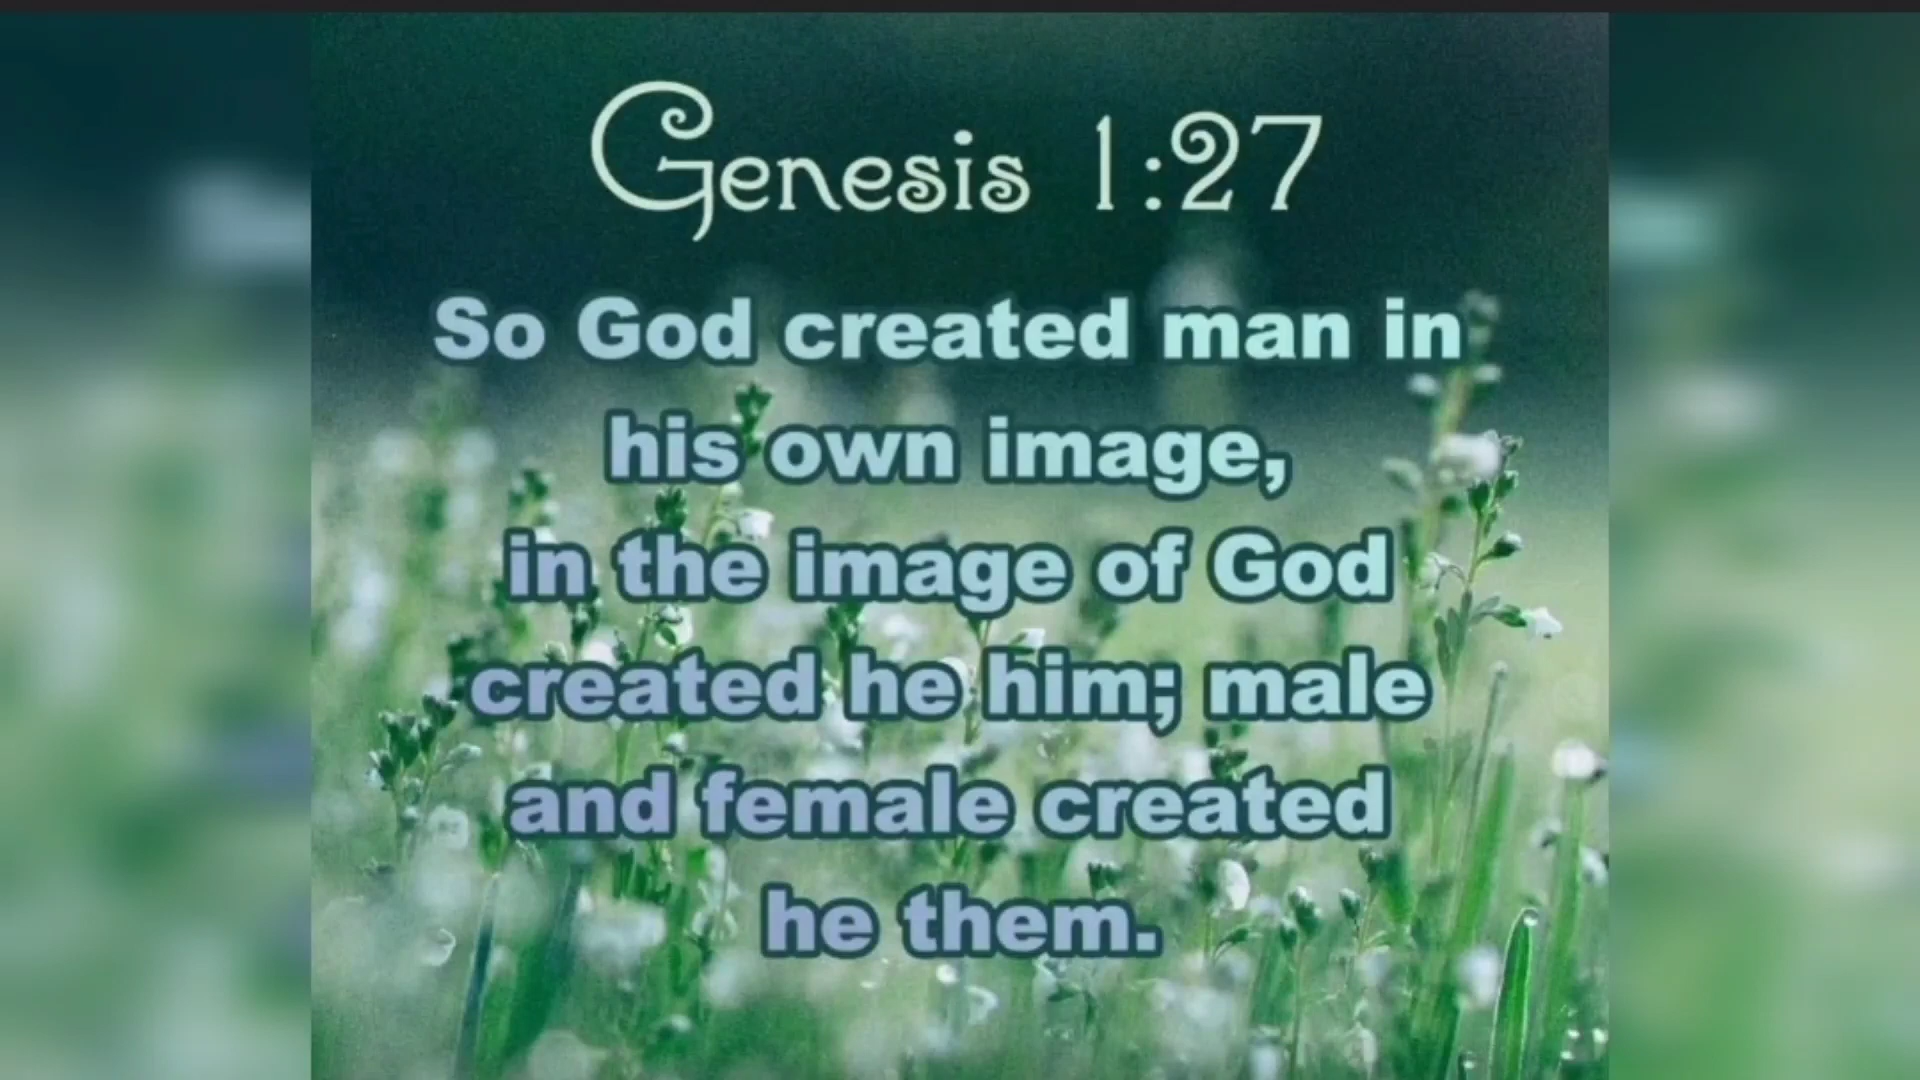 Genesis 1:27
So God created man in
his own image,
in the image of God
created he him; male
and female created
he them.